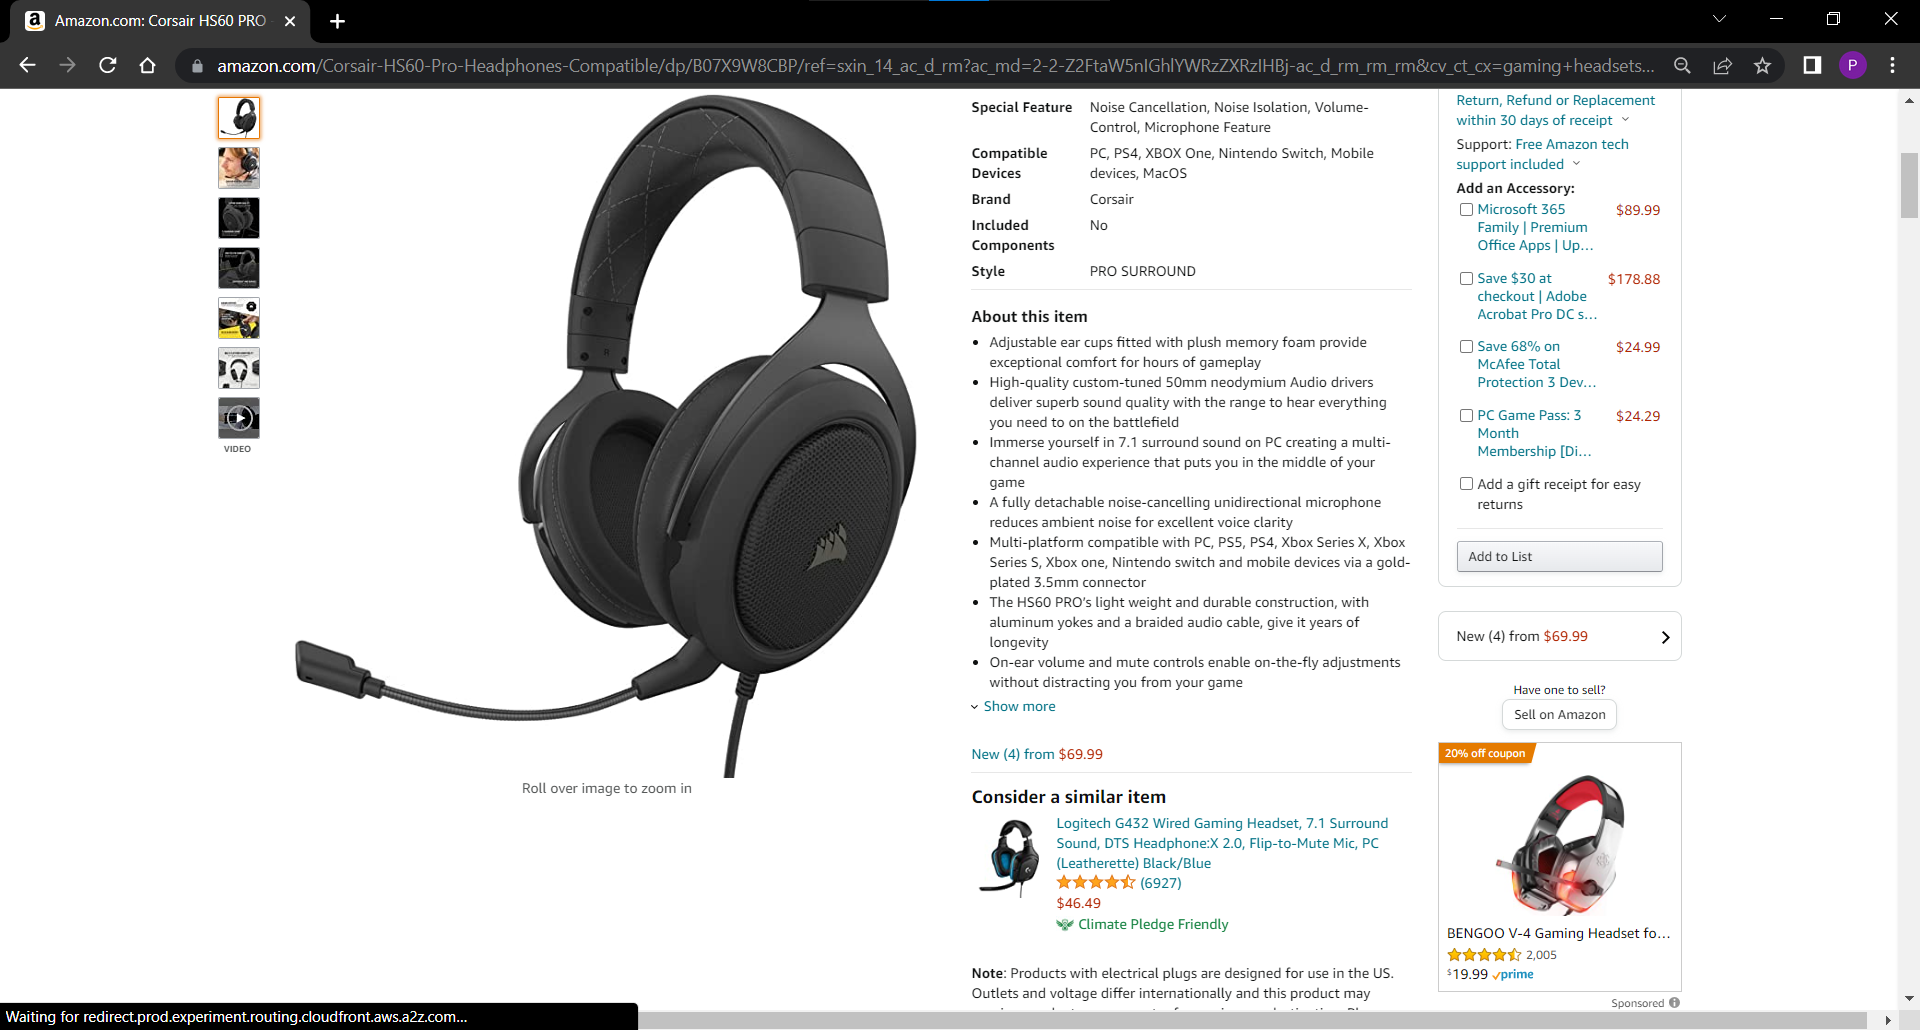 Amazon.com: Corsair HS60 PRO
amazon.com/Corsair-HS60-Pro-Headphones-Compatible/dp/B07X9W8CBP/ref=sxin_14_ac_d_rm?ac_md=2-2-Z2FtaW5nIGhlYWRzZXRzIHBj-ac_d_rm_rm_rm&cv_ct_cx=gaming+headsets...
P
VIDEO
Roll over image to zoom in
Special Feature Noise Cancellation, Noise Isolation, Volume-
Control, Microphone Feature
Compatible PC, PS4, XBOX One, Nintendo Switch, Mobile
Devices devices, MacOS
Brand Corsair
Included No
Components
Style PRO SURROUND
About this item
• Adjustable ear cups fitted with plush memory foam provide
exceptional comfort for hours of gameplay
• High-quality custom-tuned 50mm neodymium Audio drivers
deliver superb sound quality with the range to hear everything
you need to on the battlefield
• Immerse yourself in 7.1 surround sound on PC creating a multi-
channel audio experience that puts you in the middle of your
game
• A fully detachable noise-cancelling unidirectional microphone
reduces ambient noise for excellent voice clarity
• Multi-platform compatible with PC, PS5, PS4, Xbox Series X, Xbox
Series S, Xbox one, Nintendo switch and mobile devices via a gold-
plated 3.5mm connector
• The HS60 PRO’s light weight and durable construction, with
aluminum yokes and a braided audio cable, give it years of
longevity
• On-ear volume and mute controls enable on-the-fly adjustments
without distracting you from your game
Show more
New (4) from $69.99
Consider a similar item
Logitech G432 Wired Gaming Headset, 7.1 Surround
Sound, DTS Headphone:X 2.0, Flip-to-Mute Mic, PC
(Leatherette) Black/Blue
(6927)
$46.49
Climate Pledge Friendly
Note: Products with electrical plugs are designed for use in the US.
Outlets and voltage differ internationally and this product may
Return, Refund or Replacement
within 30 days of receipt
Support: Free Amazon tech
support included
Add an Accessory:
Microsoft 365 $89.99
Family | Premium
Office Apps | Up...
Save $30 at $178.88
checkout | Adobe
Acrobat Pro DC s...
Save 68% on $24.99
McAfee Total
Protection 3 Dev...
PC Game Pass: 3 $24.29
Month
Membership [Di...
Add a gift receipt for easy
returns
Add to List
New (4) from $69.99
Have one to sell?
Sell on Amazon
20% off coupon
BENGOO V-4 Gaming Headset fo...
2,005
$19.99 prime
Sponsored
Waiting for redirect.prod.experiment.routing.cloudfront.aws.a2z.com...